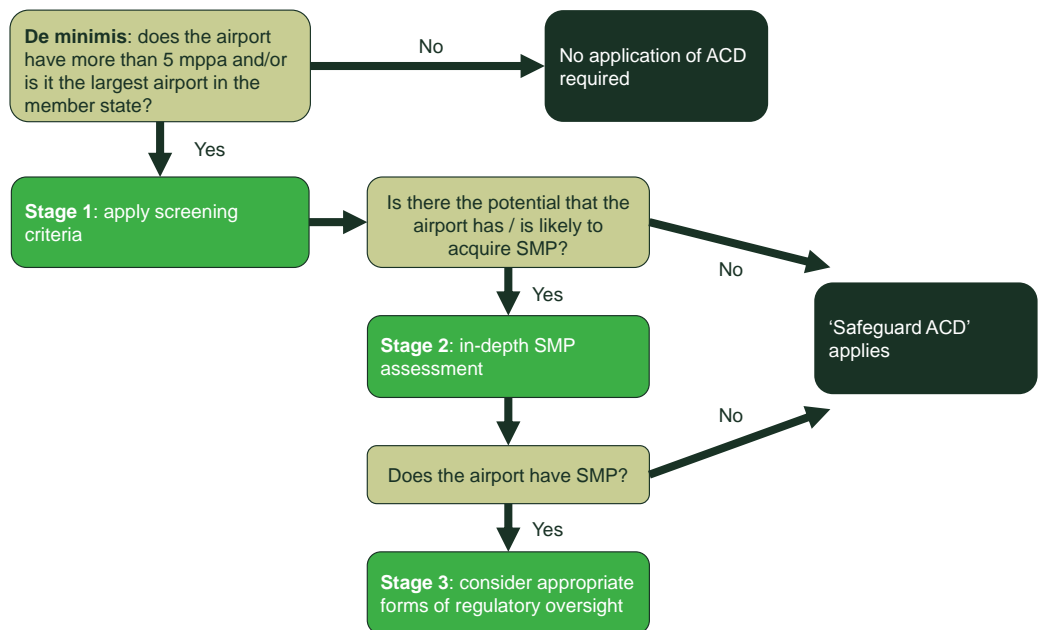 De minimis: does the airport
have more than 5 mppa and/or
is it the largest airport in the
member state?
No
No application of ACD
required
Yes
Stage 1: apply screening
criteria
Is there the potential that the
airport has / is likely to
acquire SMP?
No
Yes
‘Safeguard ACD’
applies
Stage 2: in-depth SMP
assessment
No
Does the airport have SMP?
Yes
Stage 3: consider appropriate
forms of regulatory oversight